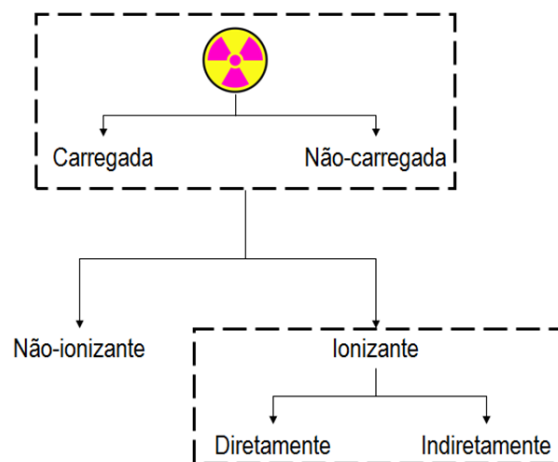 Carregada
Não-carregada
Não-ionizante
Ionizante
Diretamente
Indiretamente